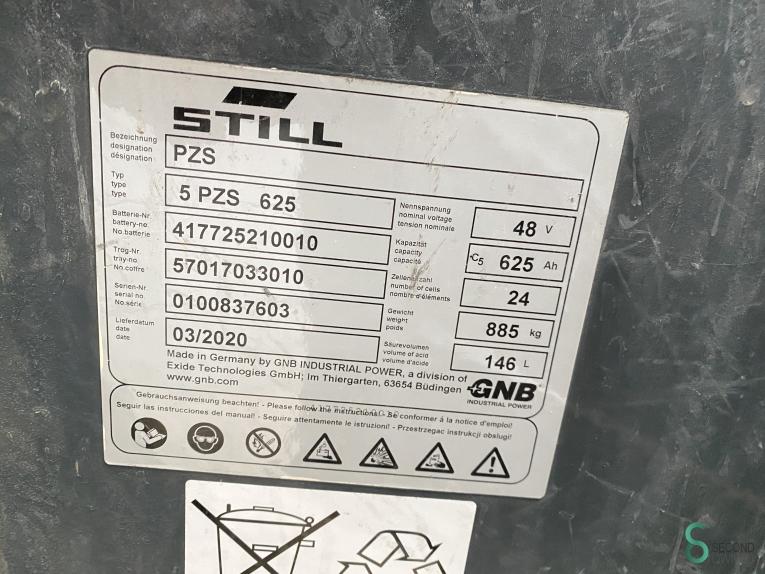 STILL
Bezeichnung
designation
désignation
PZS
Typ
type
type
5 PZS 625
Nennspannung
nominal voltage
tension nominale
48 V
Batterie-Nr.
battery-no.
No.batterie
417725210010
Kapazität
capacity
capacité
C5 625 Ah
Trog-Nr.
tray-no.
No.coffre
57017033010
Zellenanzahl
number of cells
nombre d'éléments
24
Serien-Nr.
serial no.
No.série
0100837603
Gewicht
weight
poids
885 kg
Lieferdatum
date
date
03/2020
Säurevolumen
volume of acid
volume d'acide
146 L
Made in Germany by GNB INDUSTRIAL POWER, a division of
Exide Technologies GmbH; Im Thiergarten, 63654 Büdingen
www.gnb.com
GNB
INDUSTRIAL POWER
Gebrauchsanweisung beachten! - Please follow the instructions! - Se conformer á la notice d'emploi!
Seguir las instrucciones del manual! - Seguire attentamente le istruzioni! - Przestrzegac instrukcji obslugi!
SECOND